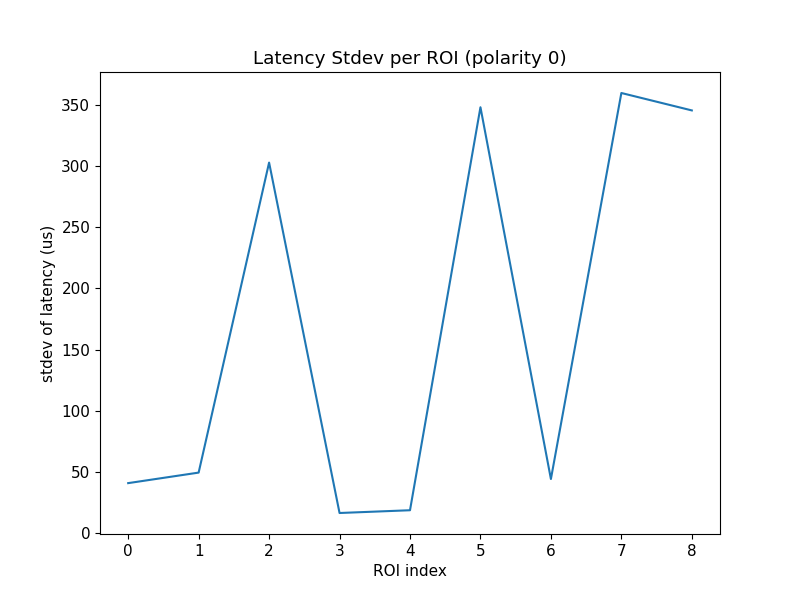 Latency Stdev per ROI (polarity 0)
stdev of latency (us)
350
300
250
200
150
100
50
0
0 1 2 3 4 5 6 7 8
ROI index